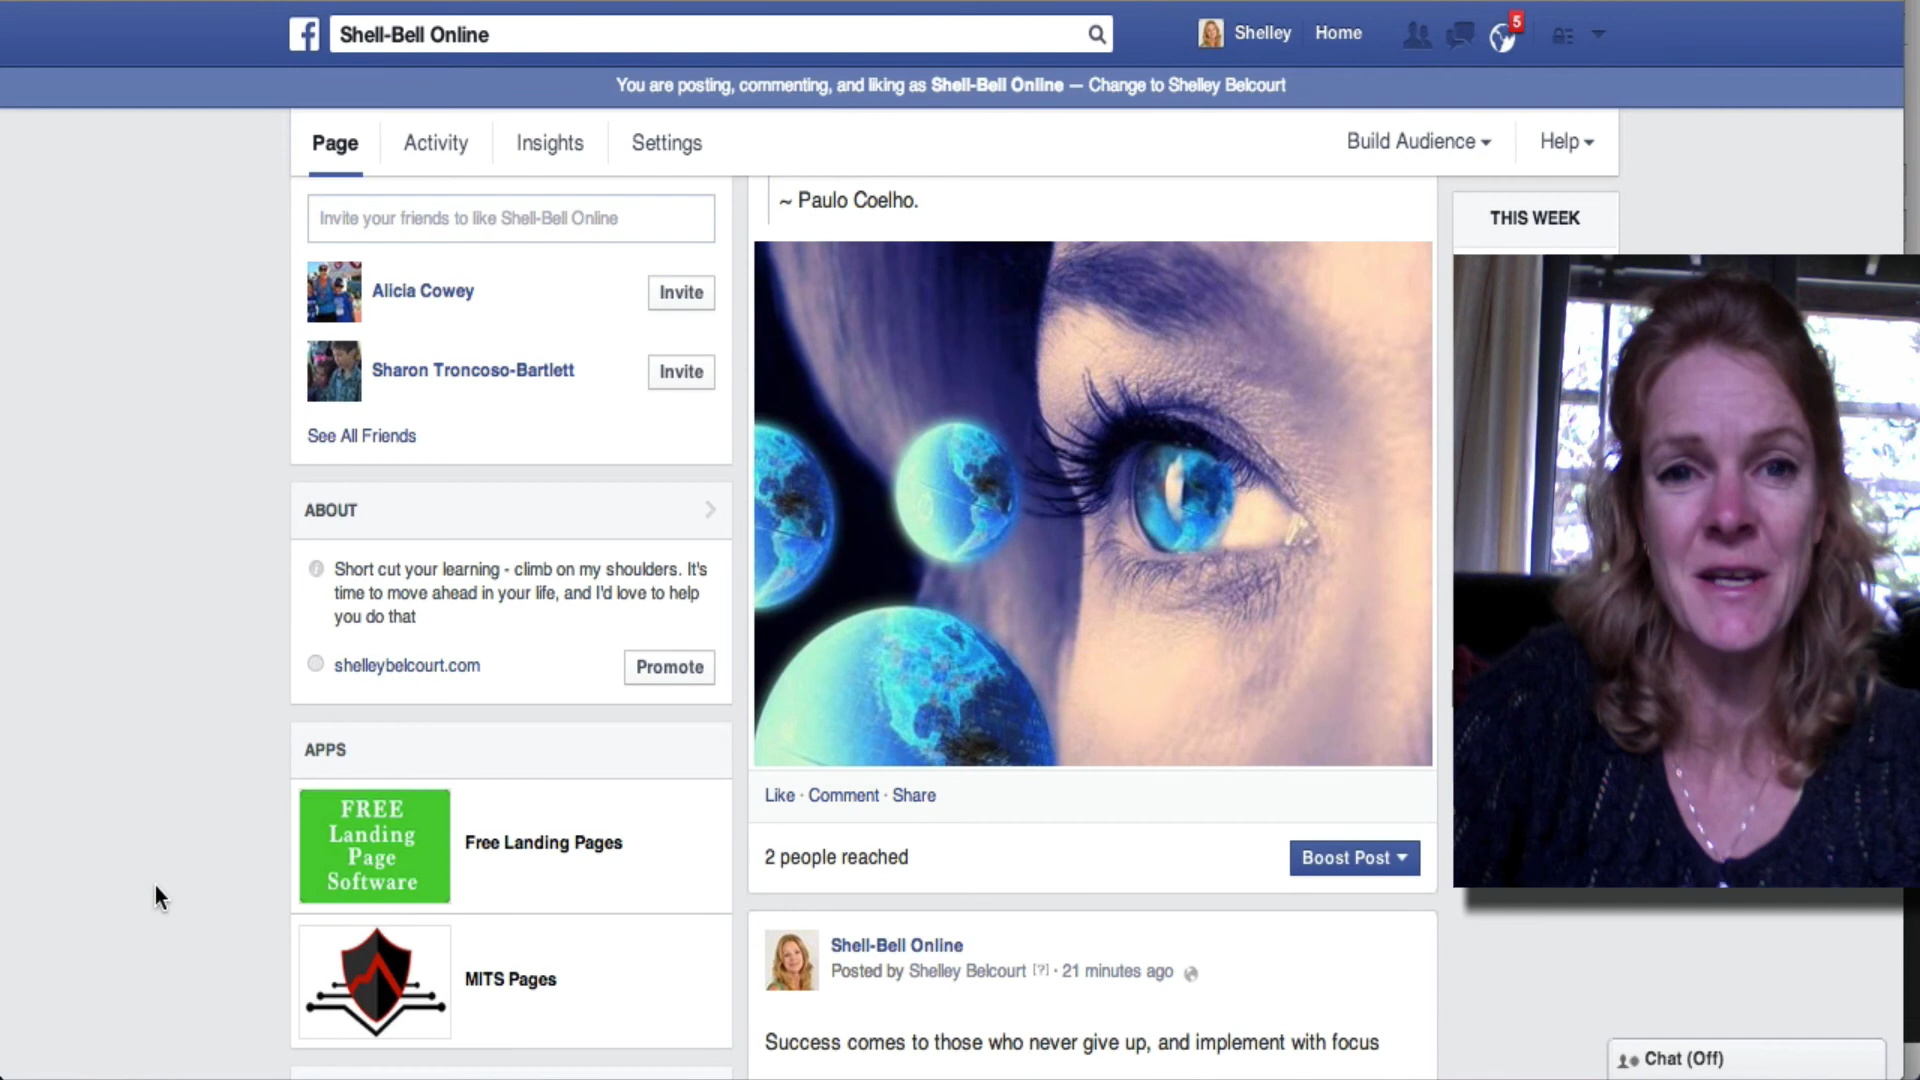 Shell-Bell Online
Shelley
Home
5
You are posting, commenting, and liking as Shell-Bell Online — Change to Shelley Belcourt
Page
Activity
Insights
Settings
Build Audience
Help
Invite your friends to like Shell-Bell Online
Alicia Cowey
Invite
Sharon Troncoso-Bartlett
Invite
See All Friends
ABOUT
Short cut your learning - climb on my shoulders. It's
time to move ahead in your life, and I'd love to help
you do that
shelleybelcourt.com
Promote
APPS
FREE
Landing
Page
Software
Free Landing Pages
MITS Pages
~ Paulo Coelho.
Like · Comment · Share
2 people reached
Boost Post
Shell-Bell Online
Posted by Shelley Belcourt [?] · 21 minutes ago
Success comes to those who never give up, and implement with focus
THIS WEEK
Chat (Off)